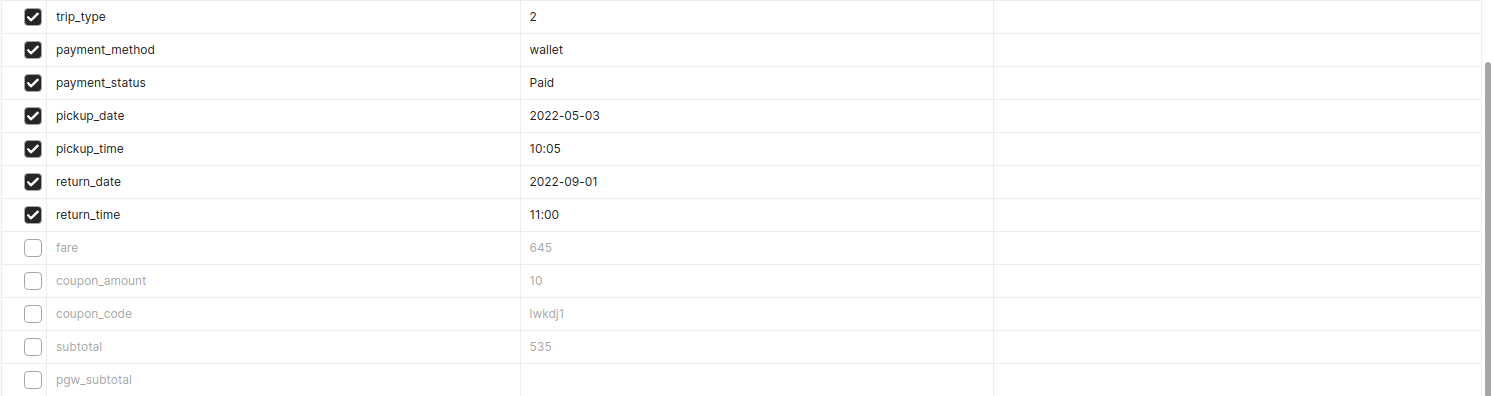 trip_type 2
payment_method wallet
payment_status Paid
pickup_date 2022-05-03
pickup_time 10:05
return_date 2022-09-01
return_time 11:00
fare 645
coupon_amount 10
coupon_code lwkdj1
subtotal 535
pgw_subtotal